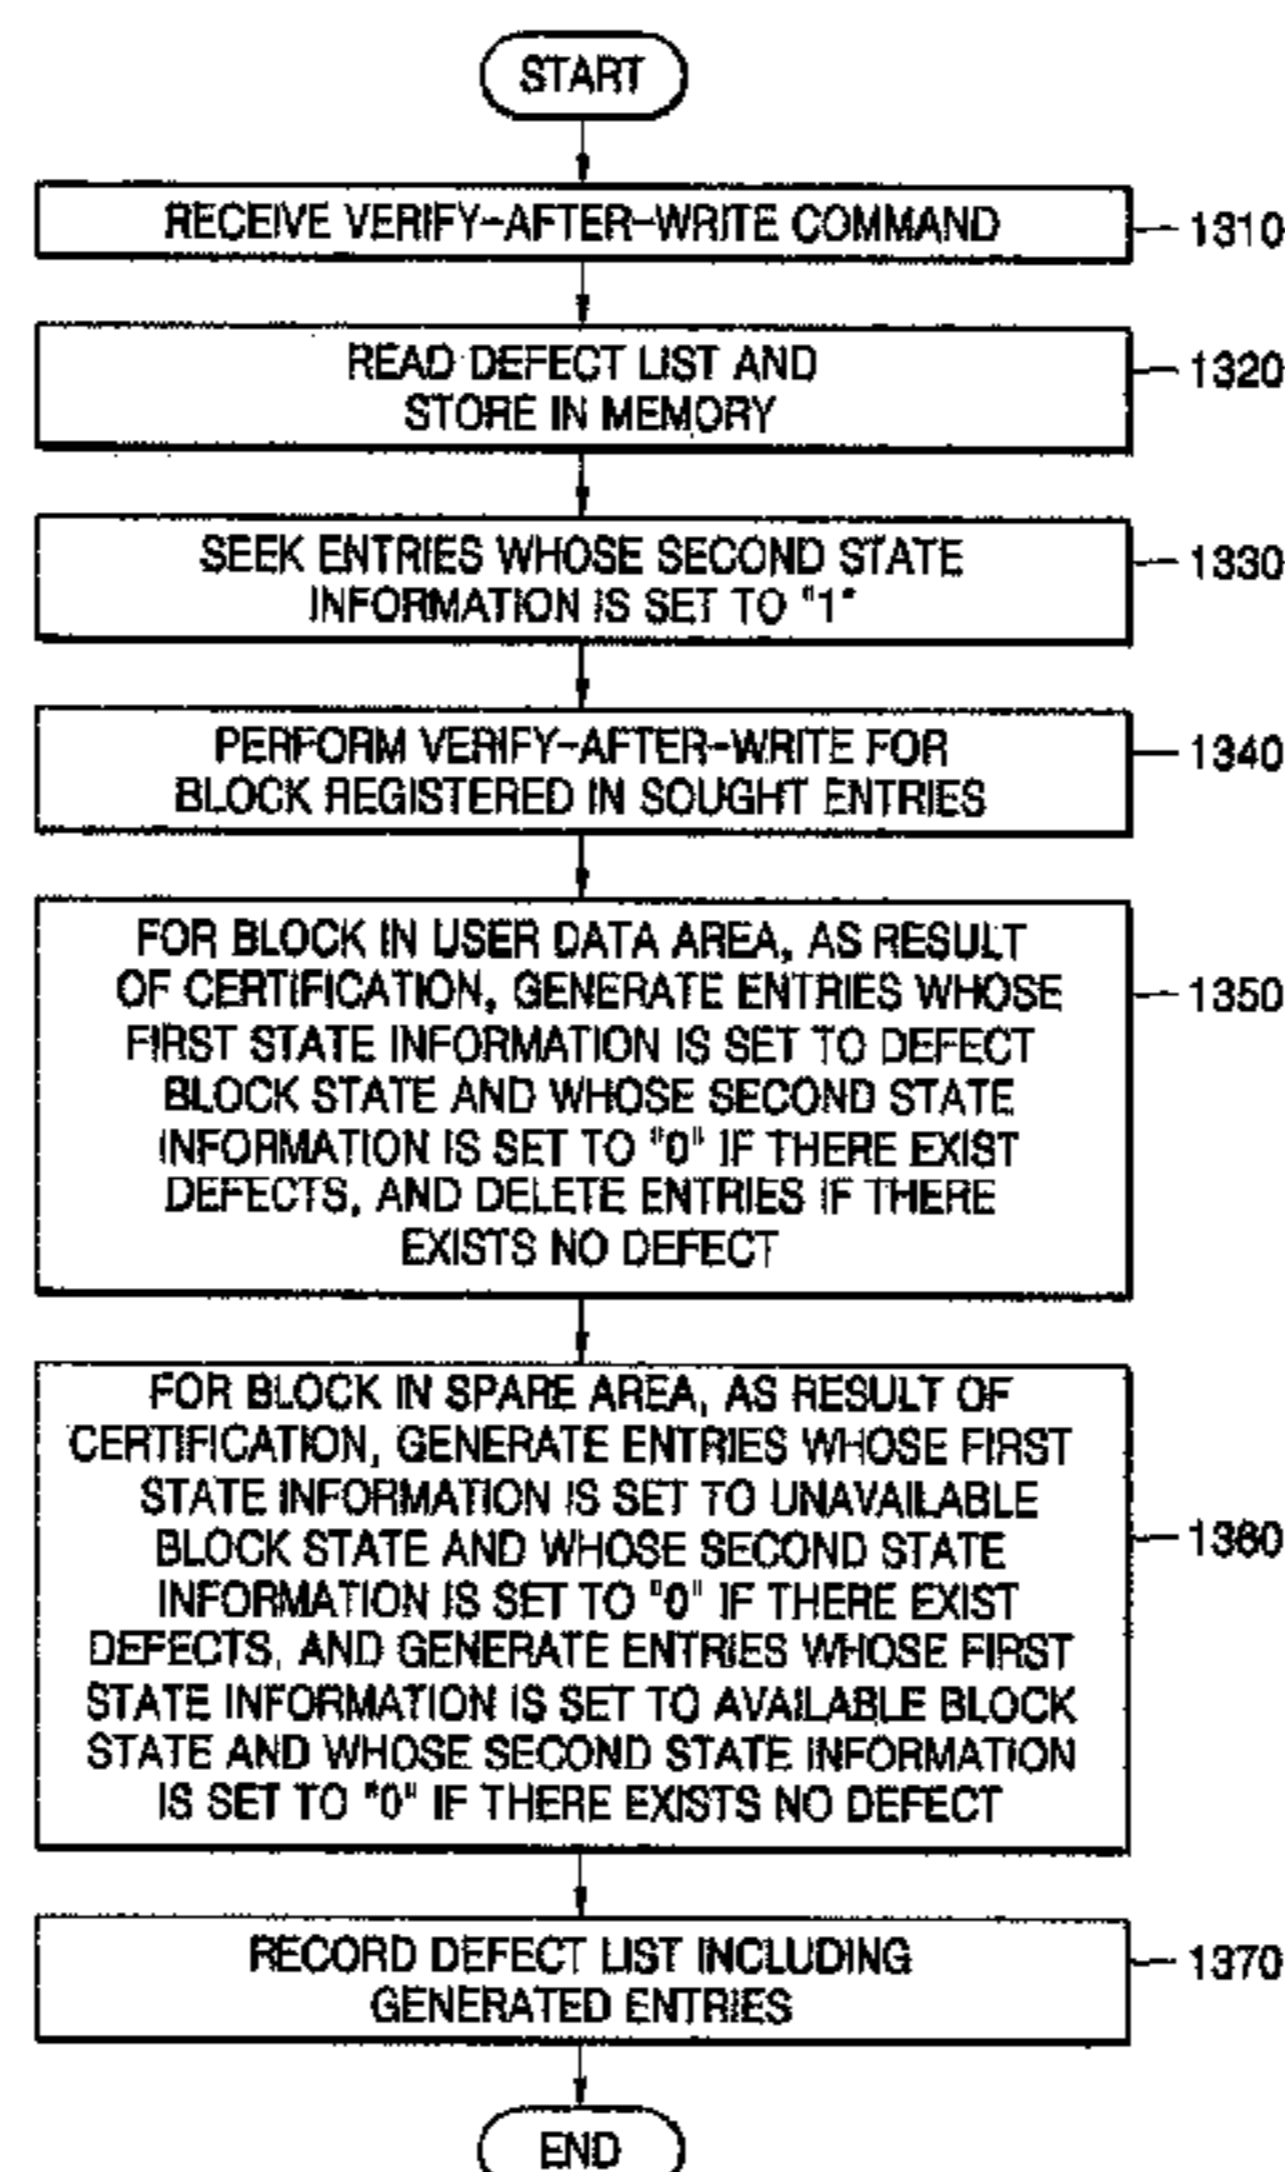 START
RECEIVE VERIFY-AFTER-WRITE COMMAND
1310
READ DEFECT LIST AND
STORE IN MEMORY
1320
SEEK ENTRIES WHOSE SECOND STATE
INFORMATION IS SET TO "1"
1330
PERFORM VERIFY-AFTER-WRITE FOR
BLOCK REGISTERED IN SOUGHT ENTRIES
1340
FOR BLOCK IN USER DATA AREA, AS RESULT
OF CERTIFICATION, GENERATE ENTRIES WHOSE
FIRST STATE INFORMATION IS SET TO DEFECT
BLOCK STATE AND WHOSE SECOND STATE
INFORMATION IS SET TO "0" IF THERE EXIST
DEFECTS, AND DELETE ENTRIES IF THERE
EXISTS NO DEFECT
1350
FOR BLOCK IN SPARE AREA, AS RESULT OF
CERTIFICATION, GENERATE ENTRIES WHOSE FIRST
STATE INFORMATION IS SET TO UNAVAILABLE
BLOCK STATE AND WHOSE SECOND STATE
INFORMATION IS SET TO "0" IF THERE EXIST
DEFECTS, AND GENERATE ENTRIES WHOSE FIRST
STATE INFORMATION IS SET TO AVAILABLE BLOCK
STATE AND WHOSE SECOND STATE INFORMATION
IS SET TO "0" IF THERE EXISTS NO DEFECT
1360
RECORD DEFECT LIST INCLUDING
GENERATED ENTRIES
1370
END